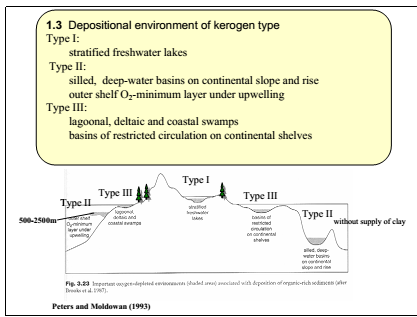 1.3 Depositional environment of kerogen type
Type I:
stratified freshwater lakes
Type II:
silled, deep-water basins on continental slope and rise
outer shelf O₂-minimum layer under upwelling
Type III:
lagoonal, deltaic and coastal swamps
basins of restricted circulation on continental shelves
Type I
Type III
Type III
Type II
Type II
without supply of clay
500-2500m
outer shelf
O₂-minimum
layer under
upwelling
lagoonal,
deltaic and
coastal swamps
stratified
freshwater
lakes
basins of
restricted
circulation
on continental
shelves
silled, deep-
water basins
on continental
slope and rise
Fig. 3.23 Important oxygen-depleted environments (shaded areas) associated with deposition of organic-rich sediments (after
Brooks et al. 1987).
Peters and Moldowan (1993)